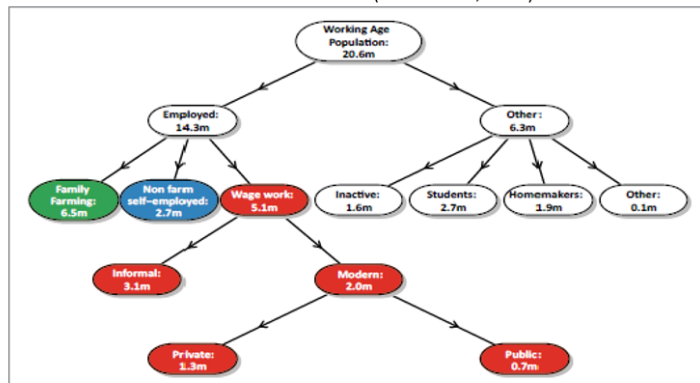 Working Age
Population:
20.6m
Employed:
14.3m
Other:
6.3m
Family
Farming:
6.5m
Non farm
self-employed:
2.7m
Wage work:
5.1m
Inactive:
1.6m
Students:
2.7m
Homemakers:
1.9m
Other:
0.1m
Informal:
3.1m
Modern:
2.0m
Private:
1.3m
Public:
0.7m